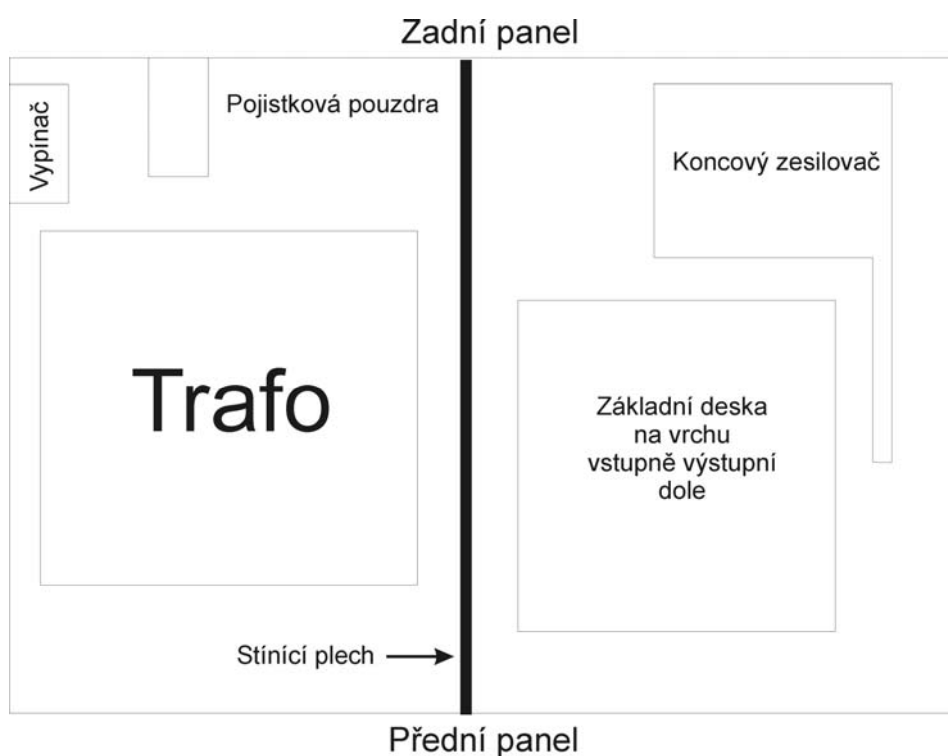 Zadní panel
Vypínač
Pojistková pouzdra
Koncový zesilovač
Trafo
Základní deska
na vrchu
vstupně výstupní
dole
Stínící plech
Přední panel